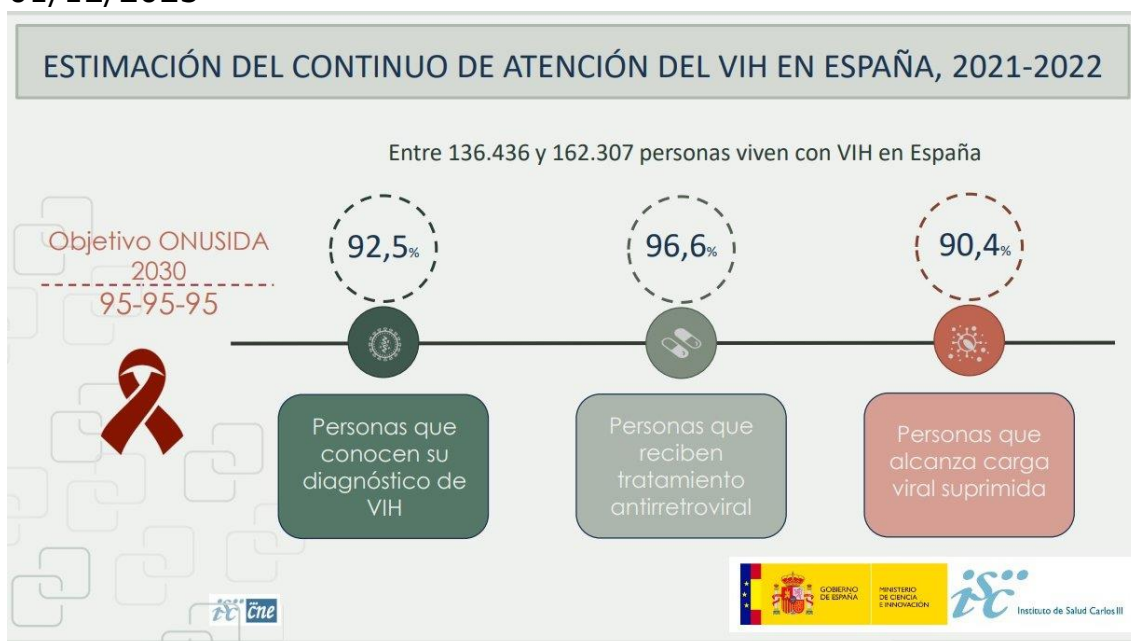 ESTIMACIÓN DEL CONTINUO DE ATENCIÓN DEL VIH EN ESPAÑA, 2021-2022
Entre 136.436 y 162.307 personas viven con VIH en España
Objetivo ONUSIDA
2030
95-95-95
92,5%
96,6%
90,4%
Personas que
conocen su
diagnóstico de
VIH
Personas que
reciben
tratamiento
antirretroviral
Personas que
alcanza carga
viral suprimida
isc cne
GOBIERNO
DE ESPAÑA
MINISTERIO
DE CIENCIA
E INNOVACIÓN
isc
Instituto de Salud Carlos III